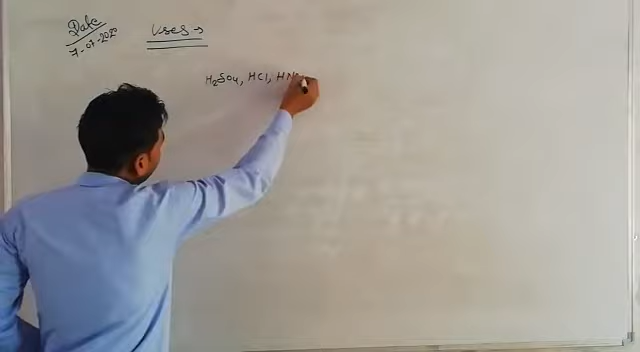 Date
7-07-2020
Uses →
H₂SO₄, HCl, HN